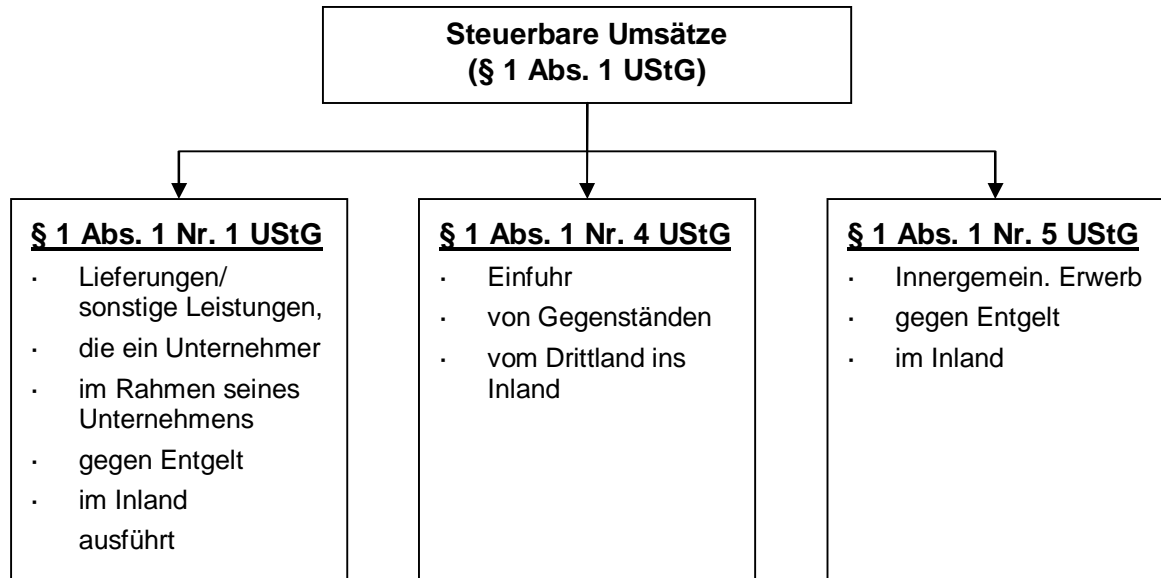 Steuerbare Umsätze
(§ 1 Abs. 1 UStG)
§ 1 Abs. 1 Nr. 1 UStG
· Lieferungen/
sonstige Leistungen,
· die ein Unternehmer
· im Rahmen seines
Unternehmens
· gegen Entgelt
· im Inland
ausführt
§ 1 Abs. 1 Nr. 4 UStG
· Einfuhr
· von Gegenständen
· vom Drittland ins
Inland
§ 1 Abs. 1 Nr. 5 UStG
· Innergemein. Erwerb
· gegen Entgelt
· im Inland